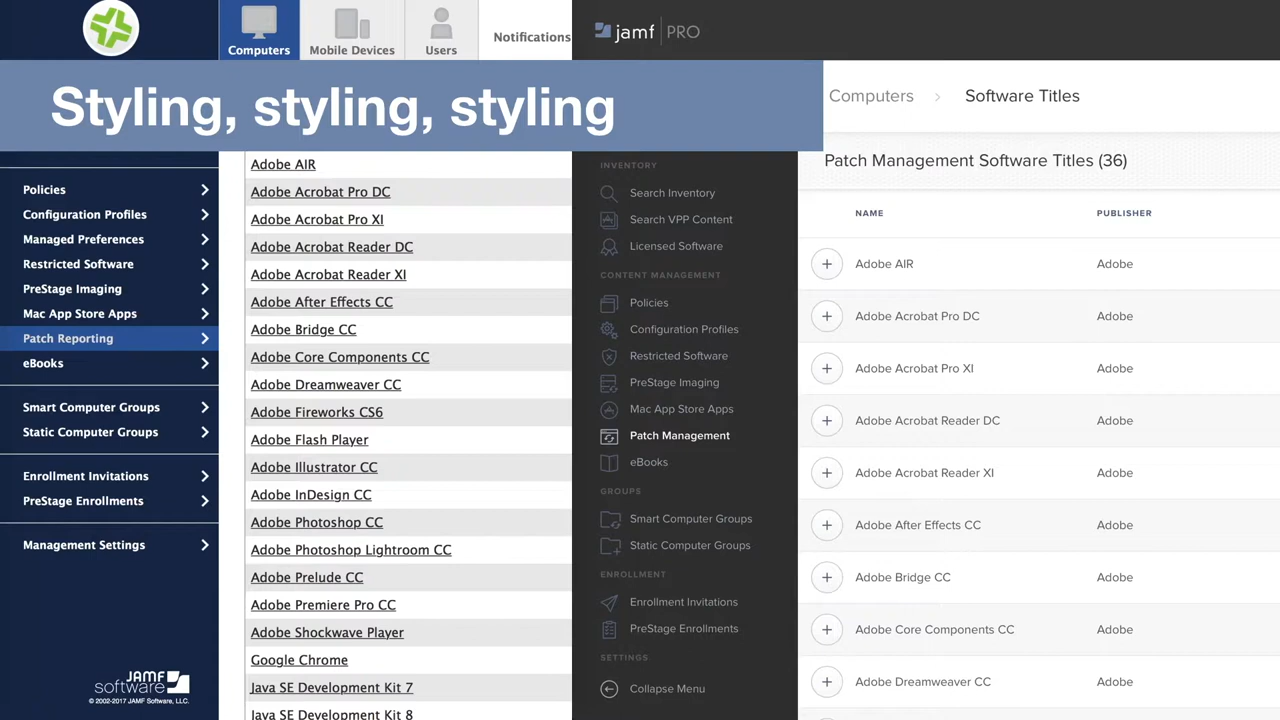 Computers
Mobile Devices
Users
Notifications
Styling, styling, styling
Policies
Configuration Profiles
Managed Preferences
Restricted Software
PreStage Imaging
Mac App Store Apps
Patch Reporting
eBooks
Smart Computer Groups
Static Computer Groups
Enrollment Invitations
PreStage Enrollments
Management Settings
JAMF
software
© 2002-2017 JAMF Software, LLC.
Adobe AIR
Adobe Acrobat Pro DC
Adobe Acrobat Pro XI
Adobe Acrobat Reader DC
Adobe Acrobat Reader XI
Adobe After Effects CC
Adobe Bridge CC
Adobe Core Components CC
Adobe Dreamweaver CC
Adobe Fireworks CS6
Adobe Flash Player
Adobe Illustrator CC
Adobe InDesign CC
Adobe Photoshop CC
Adobe Photoshop Lightroom CC
Adobe Prelude CC
Adobe Premiere Pro CC
Adobe Shockwave Player
Google Chrome
Java SE Development Kit 7
Java SE Development Kit 8
jamf PRO
INVENTORY
Search Inventory
Search VPP Content
Licensed Software
CONTENT MANAGEMENT
Policies
Configuration Profiles
Restricted Software
PreStage Imaging
Mac App Store Apps
Patch Management
eBooks
GROUPS
Smart Computer Groups
Static Computer Groups
ENROLLMENT
Enrollment Invitations
PreStage Enrollments
SETTINGS
Collapse Menu
Computers > Software Titles
Patch Management Software Titles (36)
NAME PUBLISHER
Adobe AIR Adobe
Adobe Acrobat Pro DC Adobe
Adobe Acrobat Pro XI Adobe
Adobe Acrobat Reader DC Adobe
Adobe Acrobat Reader XI Adobe
Adobe After Effects CC Adobe
Adobe Bridge CC Adobe
Adobe Core Components CC Adobe
Adobe Dreamweaver CC Adobe